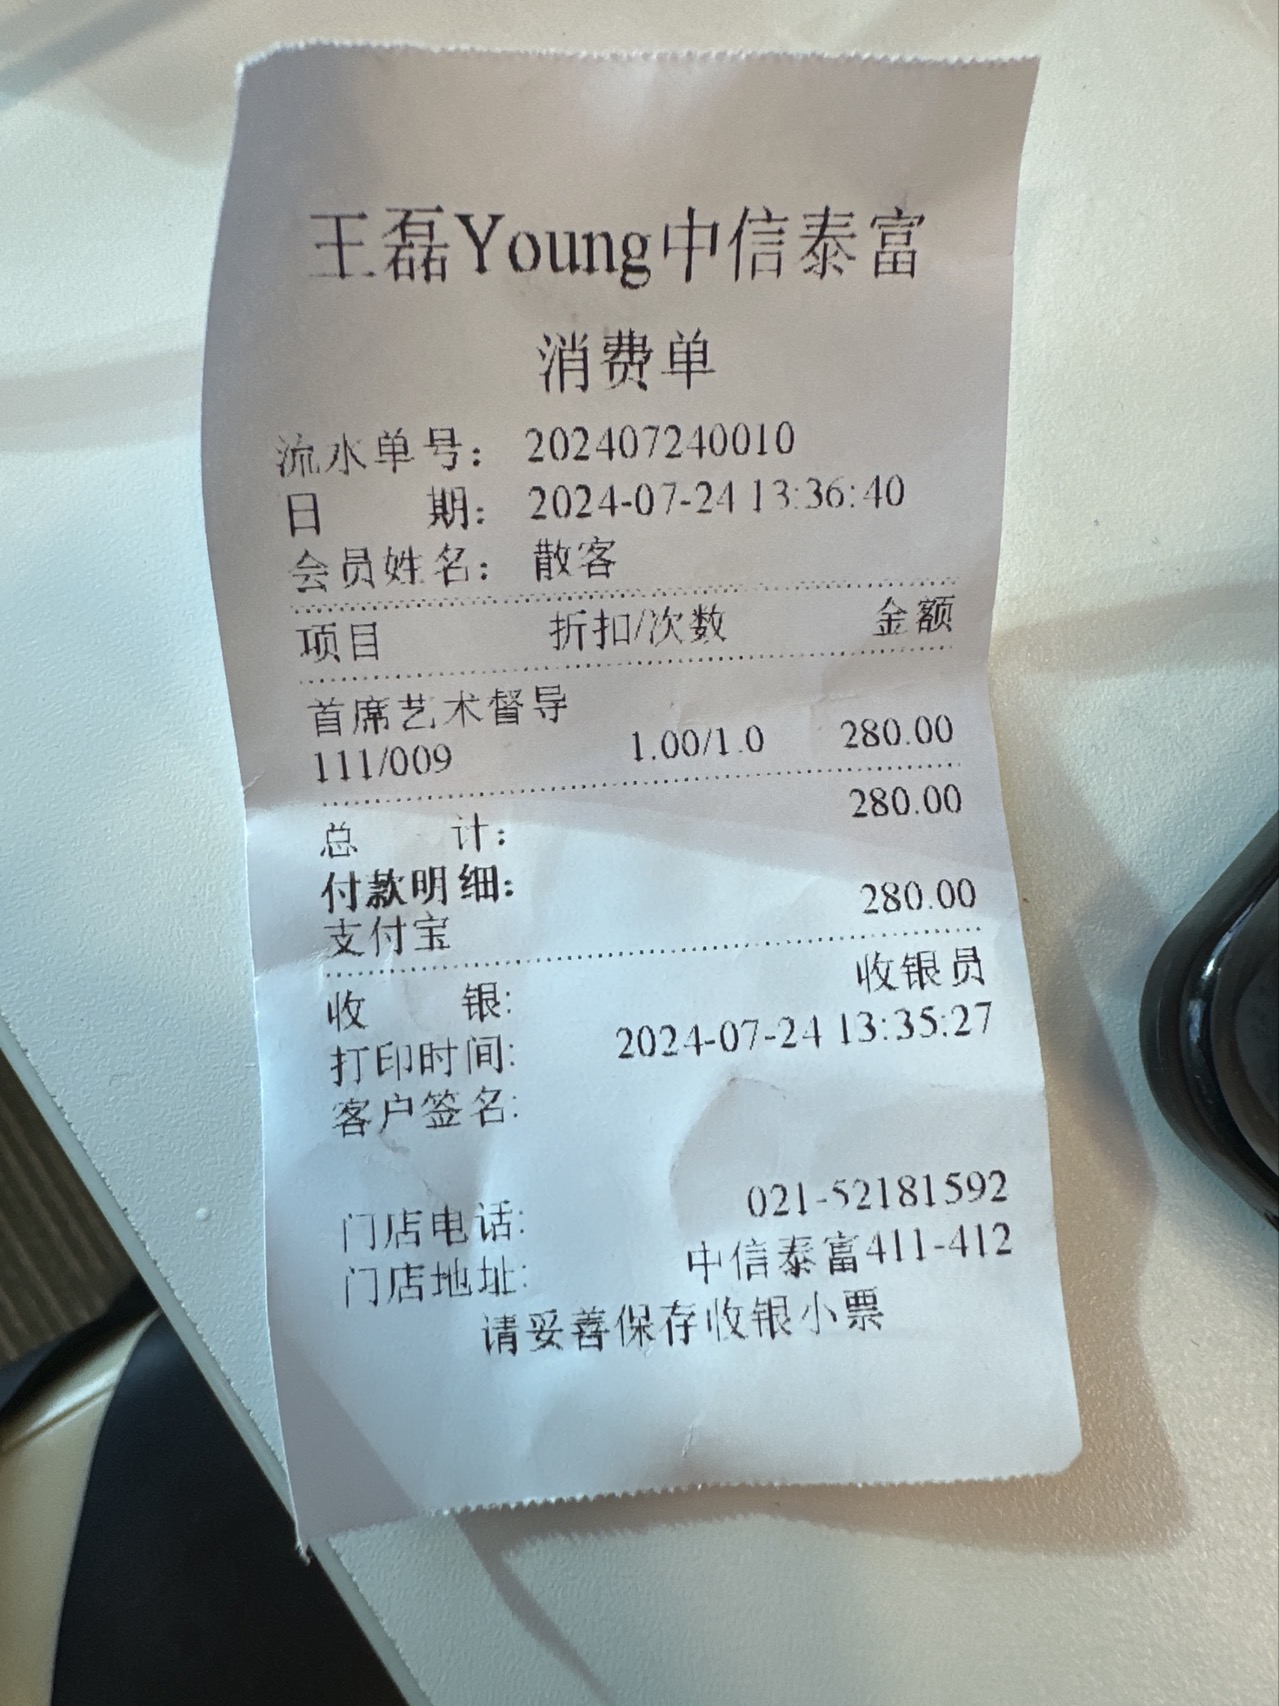 王磊Young中信泰富
消费单
流水单号： 202407240010
日 期： 2024-07-24 13:36:40
会员姓名： 散客
项目 折扣/次数 金额
首席艺术督导
111/009 1.00/1.0 280.00
总 计： 280.00
付款明细：
支付宝 280.00
收 银: 收银员
打印时间: 2024-07-24 13:35:27
客户签名:
门店电话: 021-52181592
门店地址: 中信泰富411-412
请妥善保存收银小票